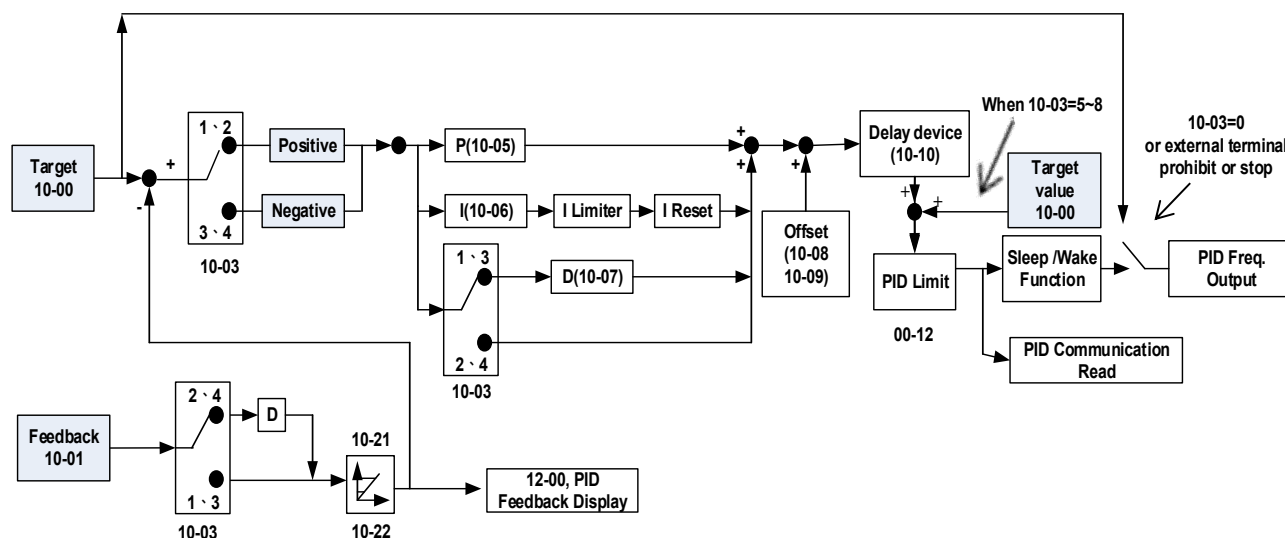 When 10-03=5~8
10-03=0
or external terminal
prohibit or stop
Target
10-00
+
-
1、2
3、4
10-03
Positive
Negative
P(10-05)
I(10-06)
I Limiter
I Reset
1、3
2、4
10-03
D(10-07)
+
+
+
+
Offset
(10-08
10-09)
Delay device
(10-10)
+
+
Target
value
10-00
PID Limit
00-12
Sleep /Wake
Function
PID Freq.
Output
PID Communication
Read
Feedback
10-01
2、4
1、3
10-03
D
10-21
10-22
12-00, PID
Feedback Display